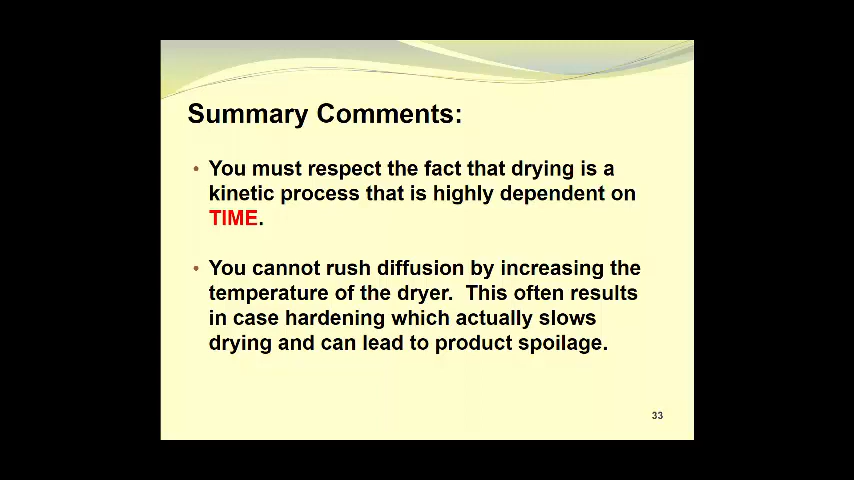 Summary Comments:
• You must respect the fact that drying is a
kinetic process that is highly dependent on
TIME.
• You cannot rush diffusion by increasing the
temperature of the dryer.  This often results
in case hardening which actually slows
drying and can lead to product spoilage.
33